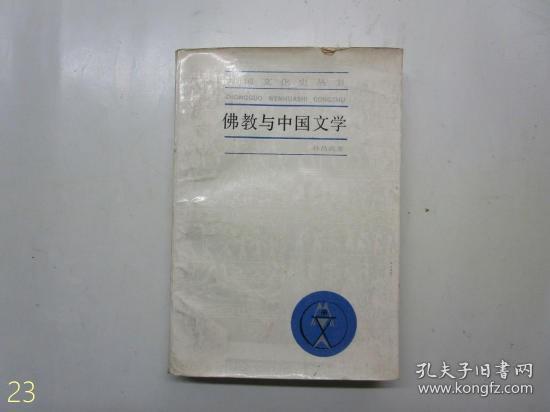 中国文化史丛书
ZHONGGUO WENHUASHI CONGSHU
佛教与中国文学
孙昌武著
23
孔夫子旧书网
www.kongfz.com